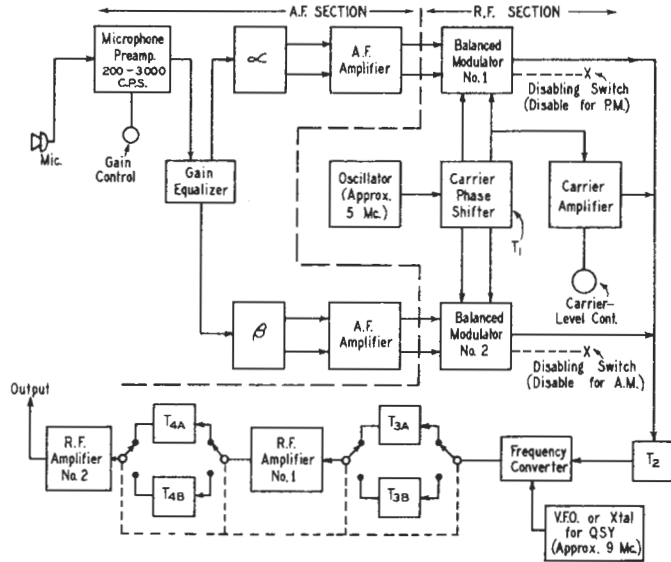 A.F. SECTION
R.F. SECTION
Microphone
Preamp.
200-3000
C.P.S.
∝
A.F.
Amplifier
Balanced
Modulator
No.1
X
Disabling Switch
(Disable for P.M.)
Mic.
Gain
Control
Gain
Equalizer
Oscillator
(Approx.
5 Mc.)
Carrier
Phase
Shifter
T1
Carrier
Amplifier
Carrier-
Level Cont.
β
A.F.
Amplifier
Balanced
Modulator
No. 2
X
Disabling Switch
(Disable for A.M.)
Output
R.F.
Amplifier
No. 2
T4A
T4B
R.F.
Amplifier
No.1
T3A
T3B
Frequency
Converter
T2
V.F.O. or Xtal
for QSY
(Approx. 9 Mc.)